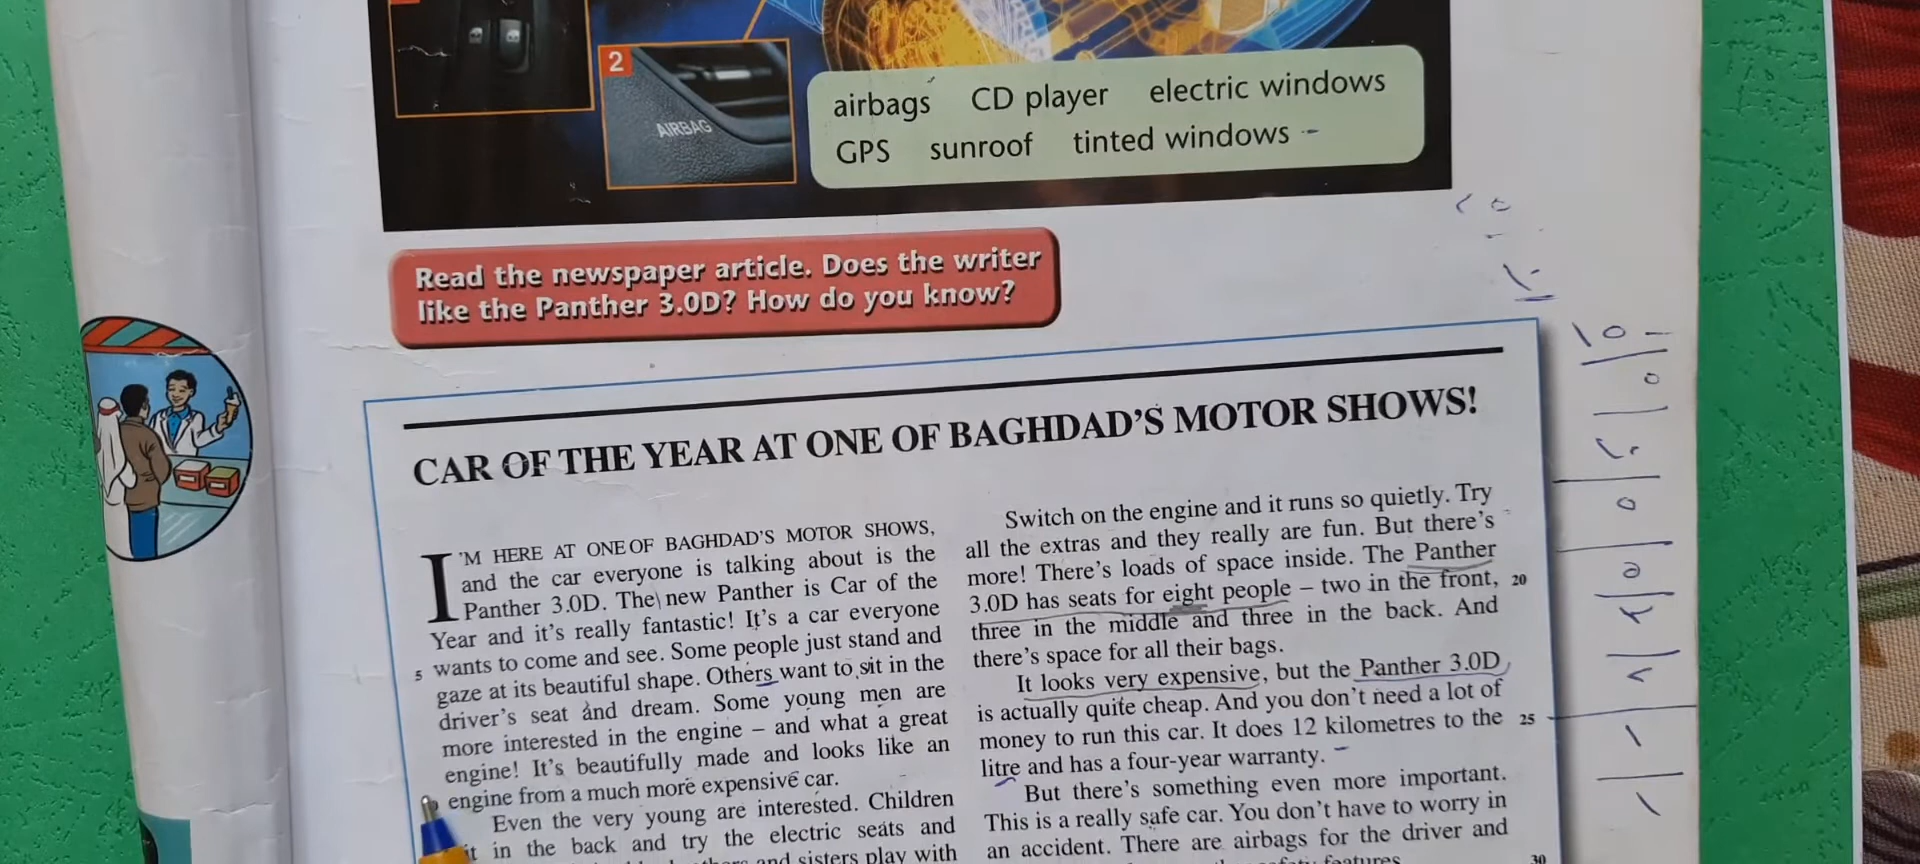 2
AIRBAG
airbags CD player electric windows
GPS sunroof tinted windows
Read the newspaper article. Does the writer
like the Panther 3.0D? How do you know?
CAR OF THE YEAR AT ONE OF BAGHDAD'S MOTOR SHOWS!
I'M HERE AT ONE OF BAGHDAD'S MOTOR SHOWS,
and the car everyone is talking about is the
Panther 3.0D. The new Panther is Car of the
Year and it's really fantastic! It's a car everyone
5 wants to come and see. Some people just stand and
gaze at its beautiful shape. Others want to sit in the
driver's seat and dream. Some young men are
more interested in the engine – and what a great
engine! It's beautifully made and looks like an
engine from a much more expensive car.
Even the very young are interested. Children
in the back and try the electric seats and
and sisters play with
Switch on the engine and it runs so quietly. Try
all the extras and they really are fun. But there's
more! There's loads of space inside. The Panther
3.0D has seats for eight people – two in the front, 20
three in the middle and three in the back. And
there's space for all their bags.
It looks very expensive, but the Panther 3.0D
is actually quite cheap. And you don't need a lot of
money to run this car. It does 12 kilometres to the 25
litre and has a four-year warranty.
But there's something even more important.
This is a really safe car. You don't have to worry in
an accident. There are airbags for the driver and
features 30